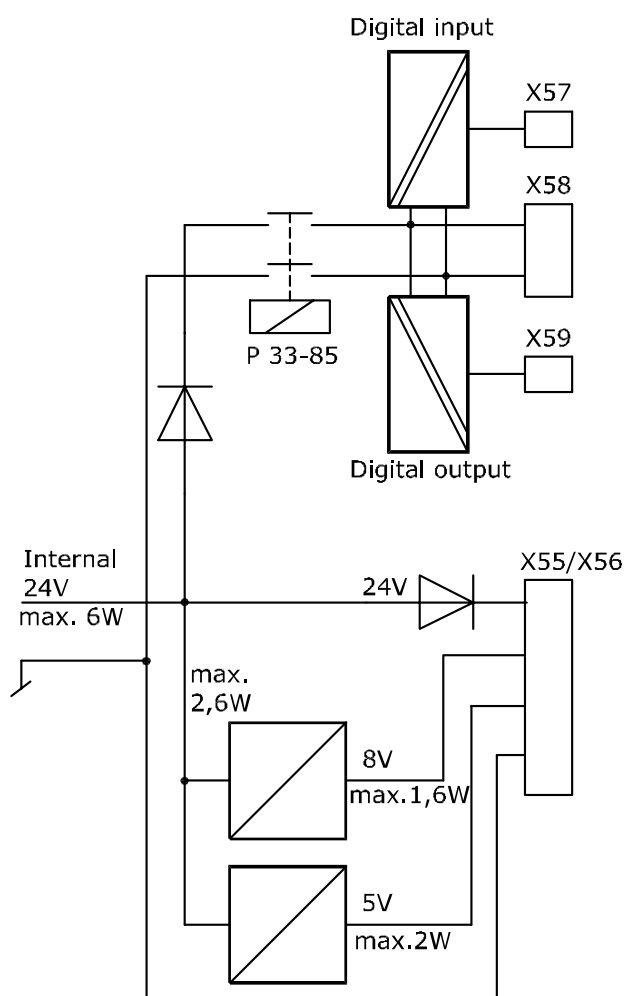 Digital input
X57
X58
P 33-85
X59
Digital output
Internal
24V
max. 6W
24V
X55/X56
max.
2,6W
8V
max.1,6W
5V
max.2W